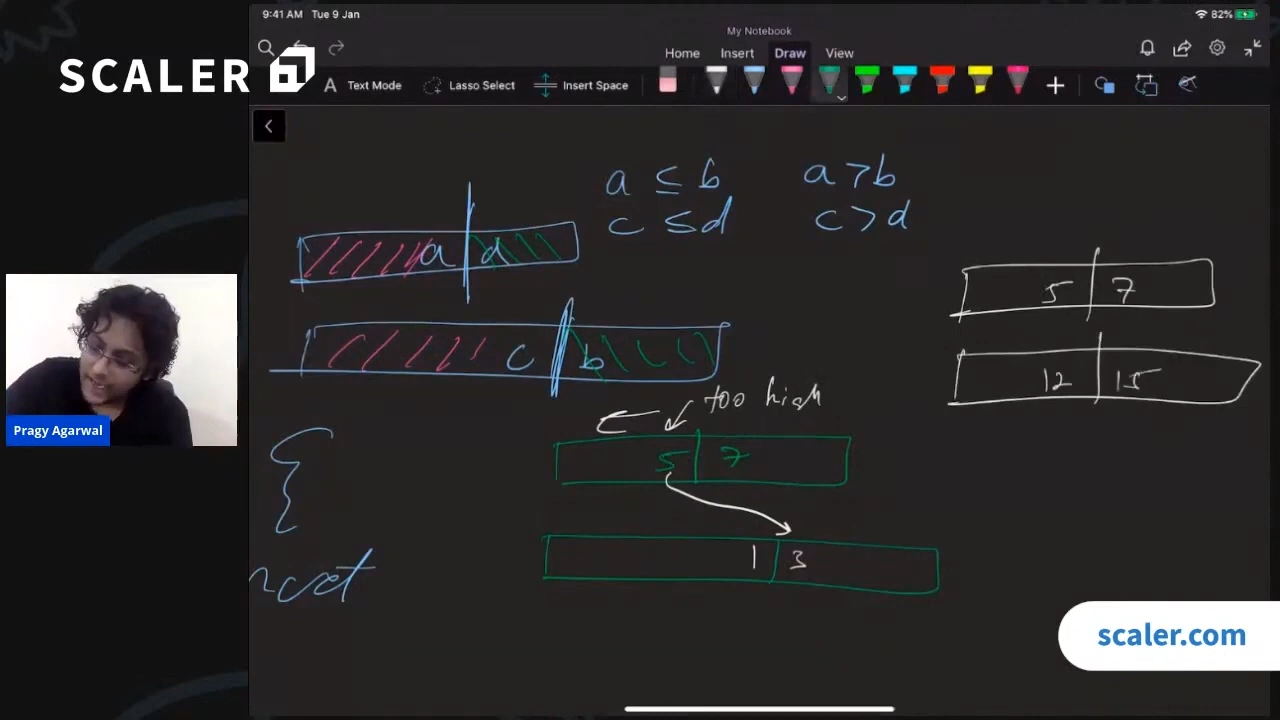 9:41 AM Tue 9 Jan
82%
My Notebook
SCALER
Home Insert Draw View
Text Mode Lasso Select Insert Space
a ≤ b a > b
c ≤ d c > d
a d
5 7
c b
12 15
too high
5 7
Pragy Agarwal
1 3
scaler.com